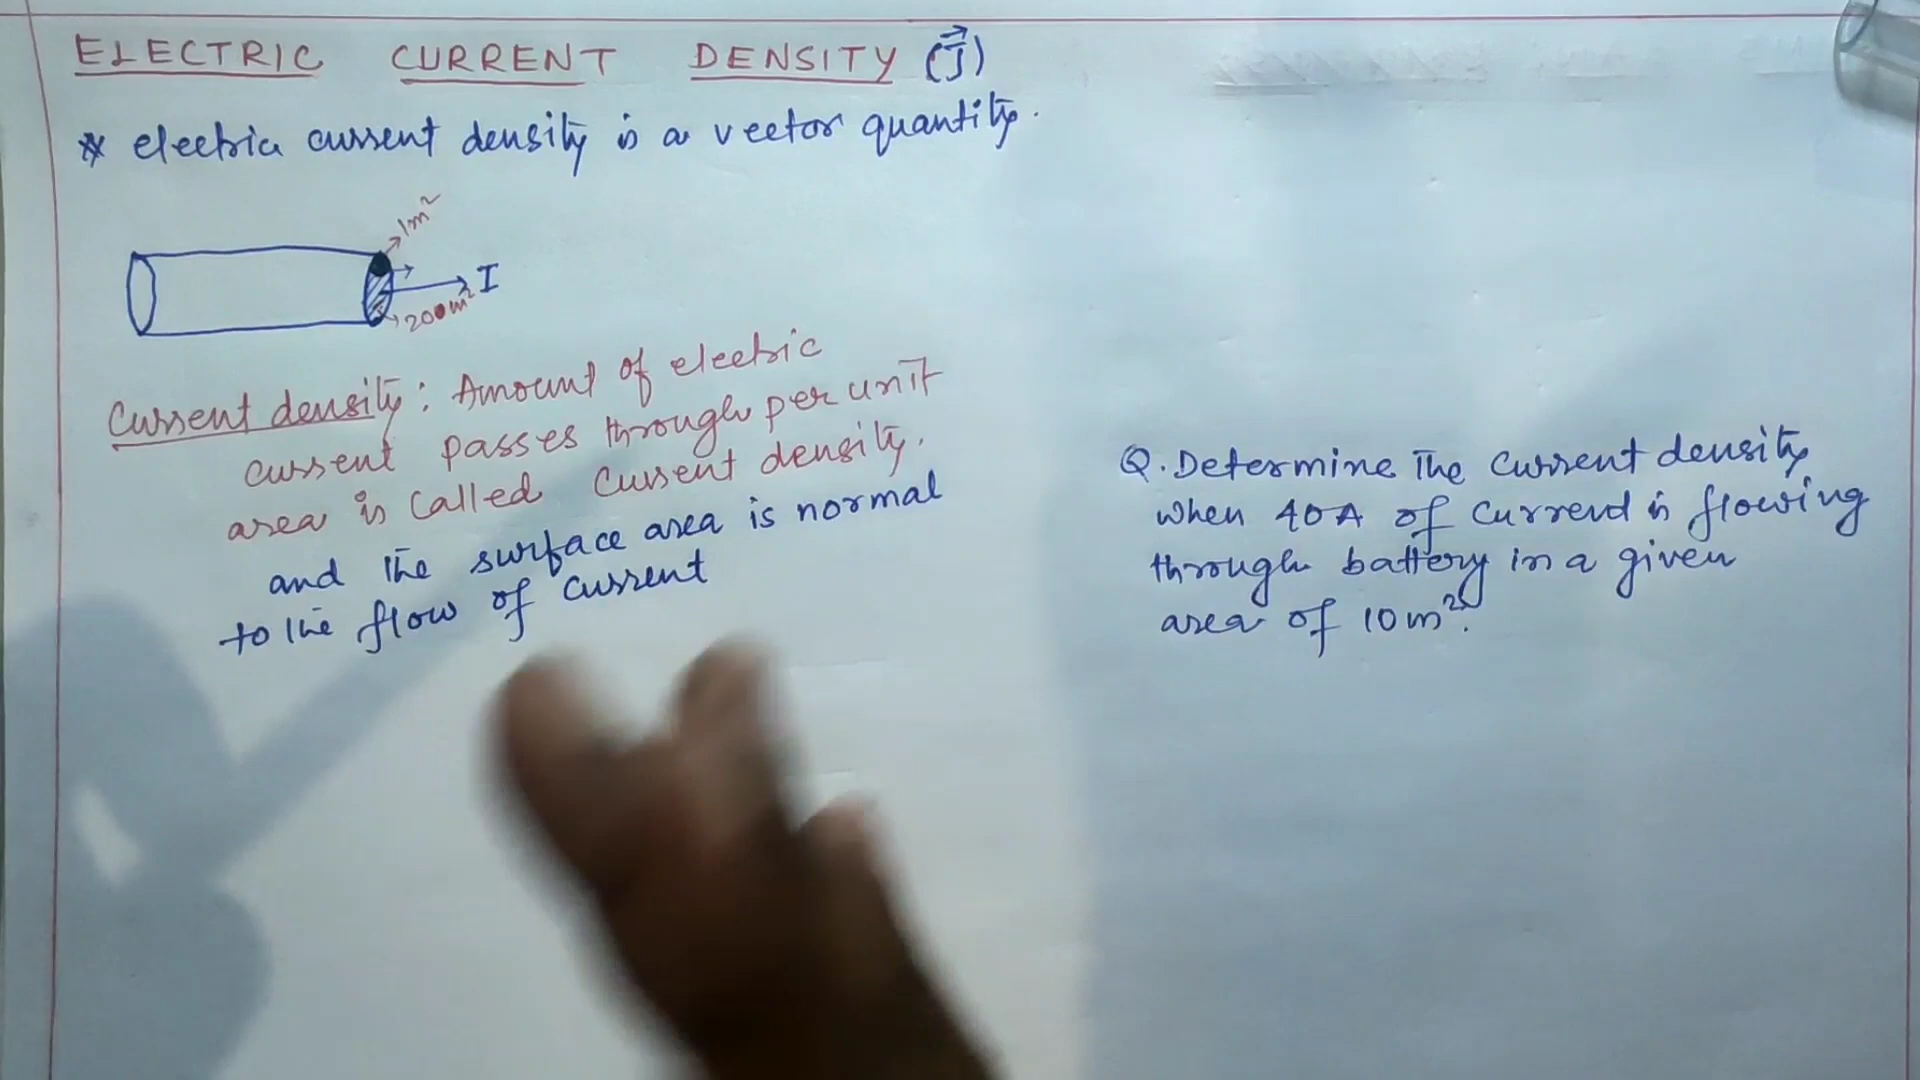 ELECTRIC CURRENT DENSITY (J⃗)
* electric current density is a vector quantity.
1m²
I
200m²
Current density: Amount of electric
current passes through per unit
area is called current density.
and the surface area is normal
to the flow of current
Q. Determine The current density
when 40A of current is flowing
through battery in a given
area of 10m².